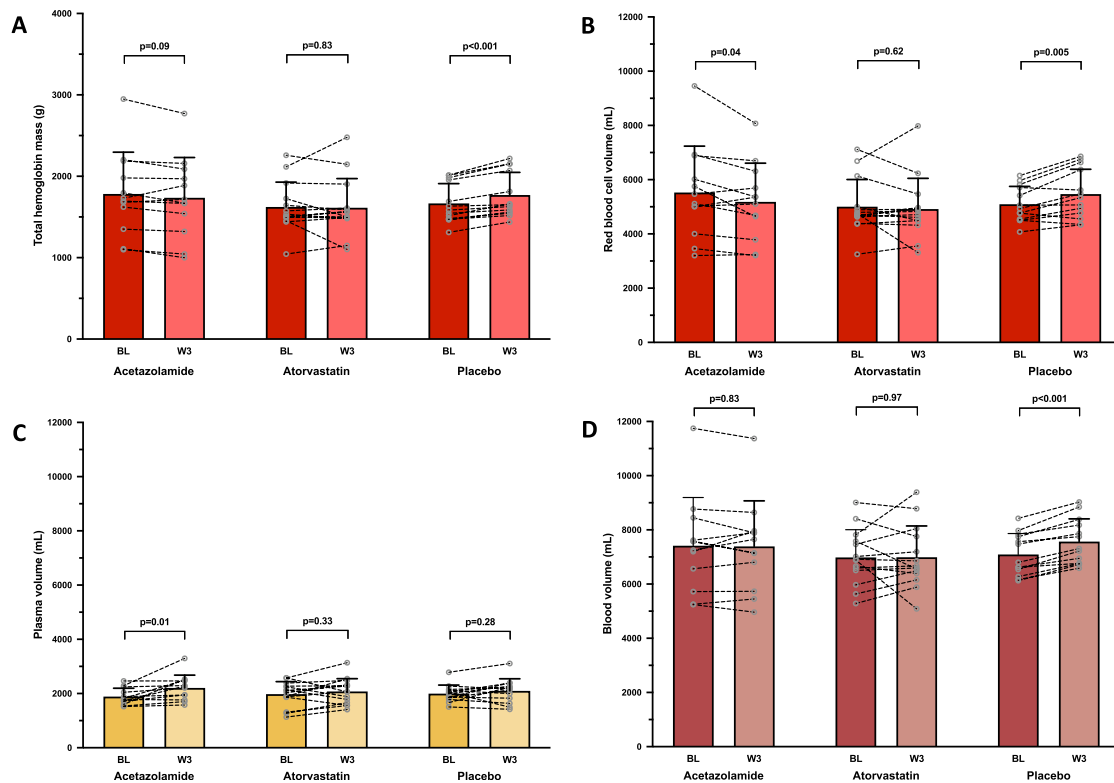 A
Total hemoglobin mass (g)
4000
3000
2000
1000
0
p=0.09
p=0.83
p<0.001
BL
W3
BL
W3
BL
W3
Acetazolamide
Atorvastatin
Placebo
B
Red blood cell volume (mL)
12000
10000
8000
6000
4000
2000
0
p=0.04
p=0.62
p=0.005
BL
W3
BL
W3
BL
W3
Acetazolamide
Atorvastatin
Placebo
C
Plasma volume (mL)
12000
10000
8000
6000
4000
2000
0
p=0.01
p=0.33
p=0.28
BL
W3
BL
W3
BL
W3
Acetazolamide
Atorvastatin
Placebo
D
Blood volume (mL)
12000
10000
8000
6000
4000
2000
0
p=0.83
p=0.97
p<0.001
BL
W3
BL
W3
BL
W3
Acetazolamide
Atorvastatin
Placebo